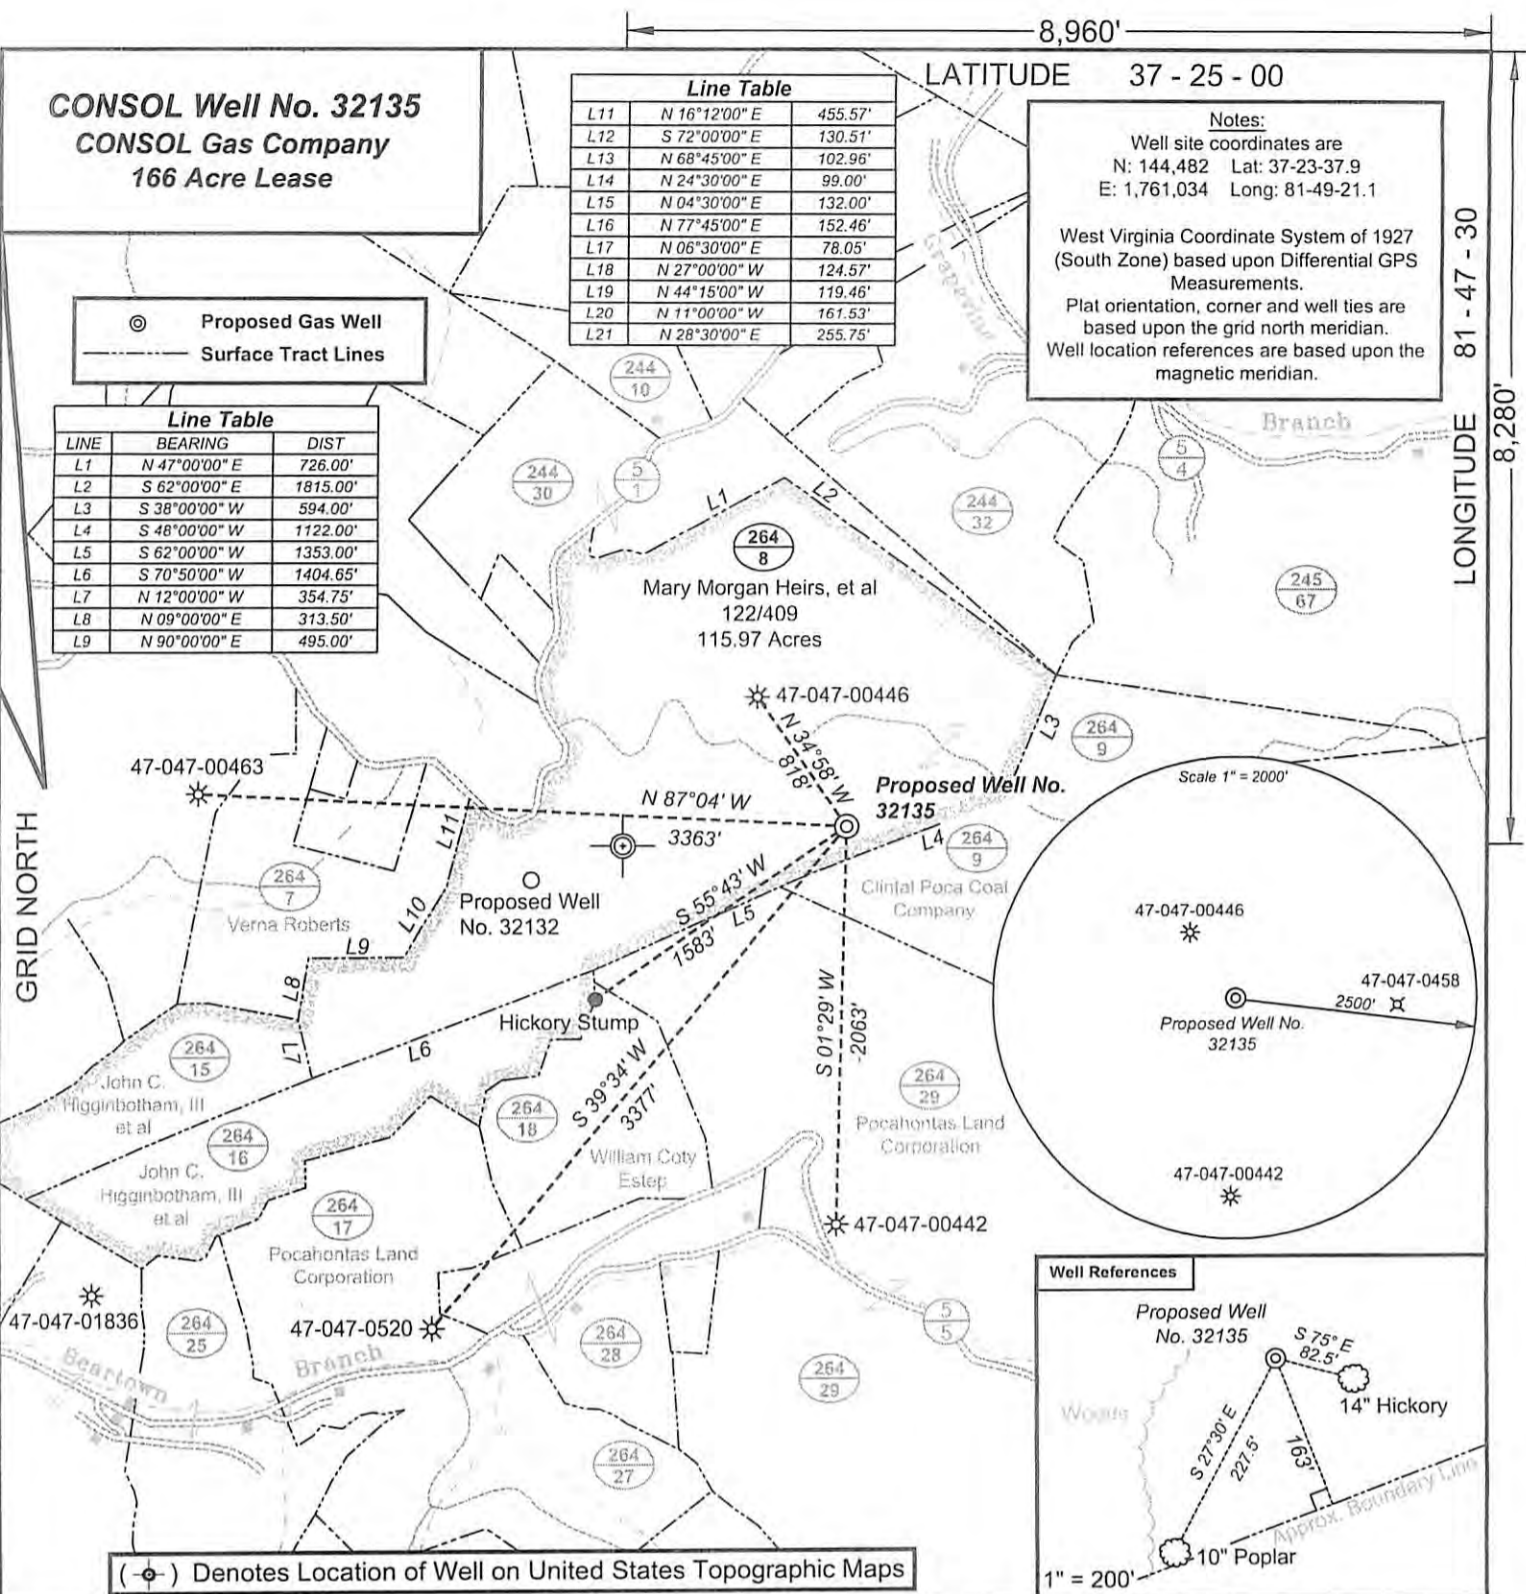 8,960'
LATITUDE 37 - 25 - 00
CONSOL Well No. 32135
CONSOL Gas Company
166 Acre Lease
Line Table
L11 N 16°12'00" E 455.57'
L12 S 72°00'00" E 130.51'
L13 N 68°45'00" E 102.96'
L14 N 24°30'00" E 99.00'
L15 N 04°30'00" E 132.00'
L16 N 77°45'00" E 152.46'
L17 N 06°30'00" E 78.05'
L18 N 27°00'00" W 124.57'
L19 N 44°15'00" W 119.46'
L20 N 11°00'00" W 161.53'
L21 N 28°30'00" E 255.75'
Notes:
Well site coordinates are
N: 144,482 Lat: 37-23-37.9
E: 1,761,034 Long: 81-49-21.1
West Virginia Coordinate System of 1927
(South Zone) based upon Differential GPS
Measurements.
Plat orientation, corner and well ties are
based upon the grid north meridian.
Well location references are based upon the
magnetic meridian.
LONGITUDE 81 - 47 - 30
8,280'
Proposed Gas Well
Surface Tract Lines
Line Table
LINE BEARING DIST
L1 N 47°00'00" E 726.00'
L2 S 62°00'00" E 1815.00'
L3 S 38°00'00" W 594.00'
L4 S 48°00'00" W 1122.00'
L5 S 62°00'00" W 1353.00'
L6 S 70°50'00" W 1404.65'
L7 N 12°00'00" W 354.75'
L8 N 09°00'00" E 313.50'
L9 N 90°00'00" E 495.00'
Grapevine
Branch
244
10
244
30
5
1
L1
L2
244
32
5
4
245
67
264
8
Mary Morgan Heirs, et al
122/409
115.97 Acres
47-047-00446
N 34°58' W
818'
L3
264
9
47-047-00463
N 87°04' W
3363'
Proposed Well No.
32135
L4
264
9
Clintal Poca Coal
Company
GRID NORTH
L11
L10
L9
L8
L7
L6
L5
264
7
Verna Roberts
Proposed Well
No. 32132
S 55°43' W
1583'
Hickory Stump
S 01°29' W
2063'
S 39°34' W
3377'
264
15
John C.
Higginbotham, III
et al
264
16
John C.
Higginbotham, III
et al
264
18
William Coty
Estep
264
29
Pocahontas Land
Corporation
264
17
Pocahontas Land
Corporation
47-047-00442
47-047-01836
264
25
47-047-0520
Beartown
Branch
264
28
264
29
264
27
5
5
Scale 1" = 2000'
47-047-00446
47-047-0458
2500'
Proposed Well No.
32135
47-047-00442
Well References
Proposed Well
No. 32135
S 75° E
82.5'
14" Hickory
Woods
S 27°30' E
227.5'
163'
Approx. Boundary Line
10" Poplar
1" = 200'
( ) Denotes Location of Well on United States Topographic Maps